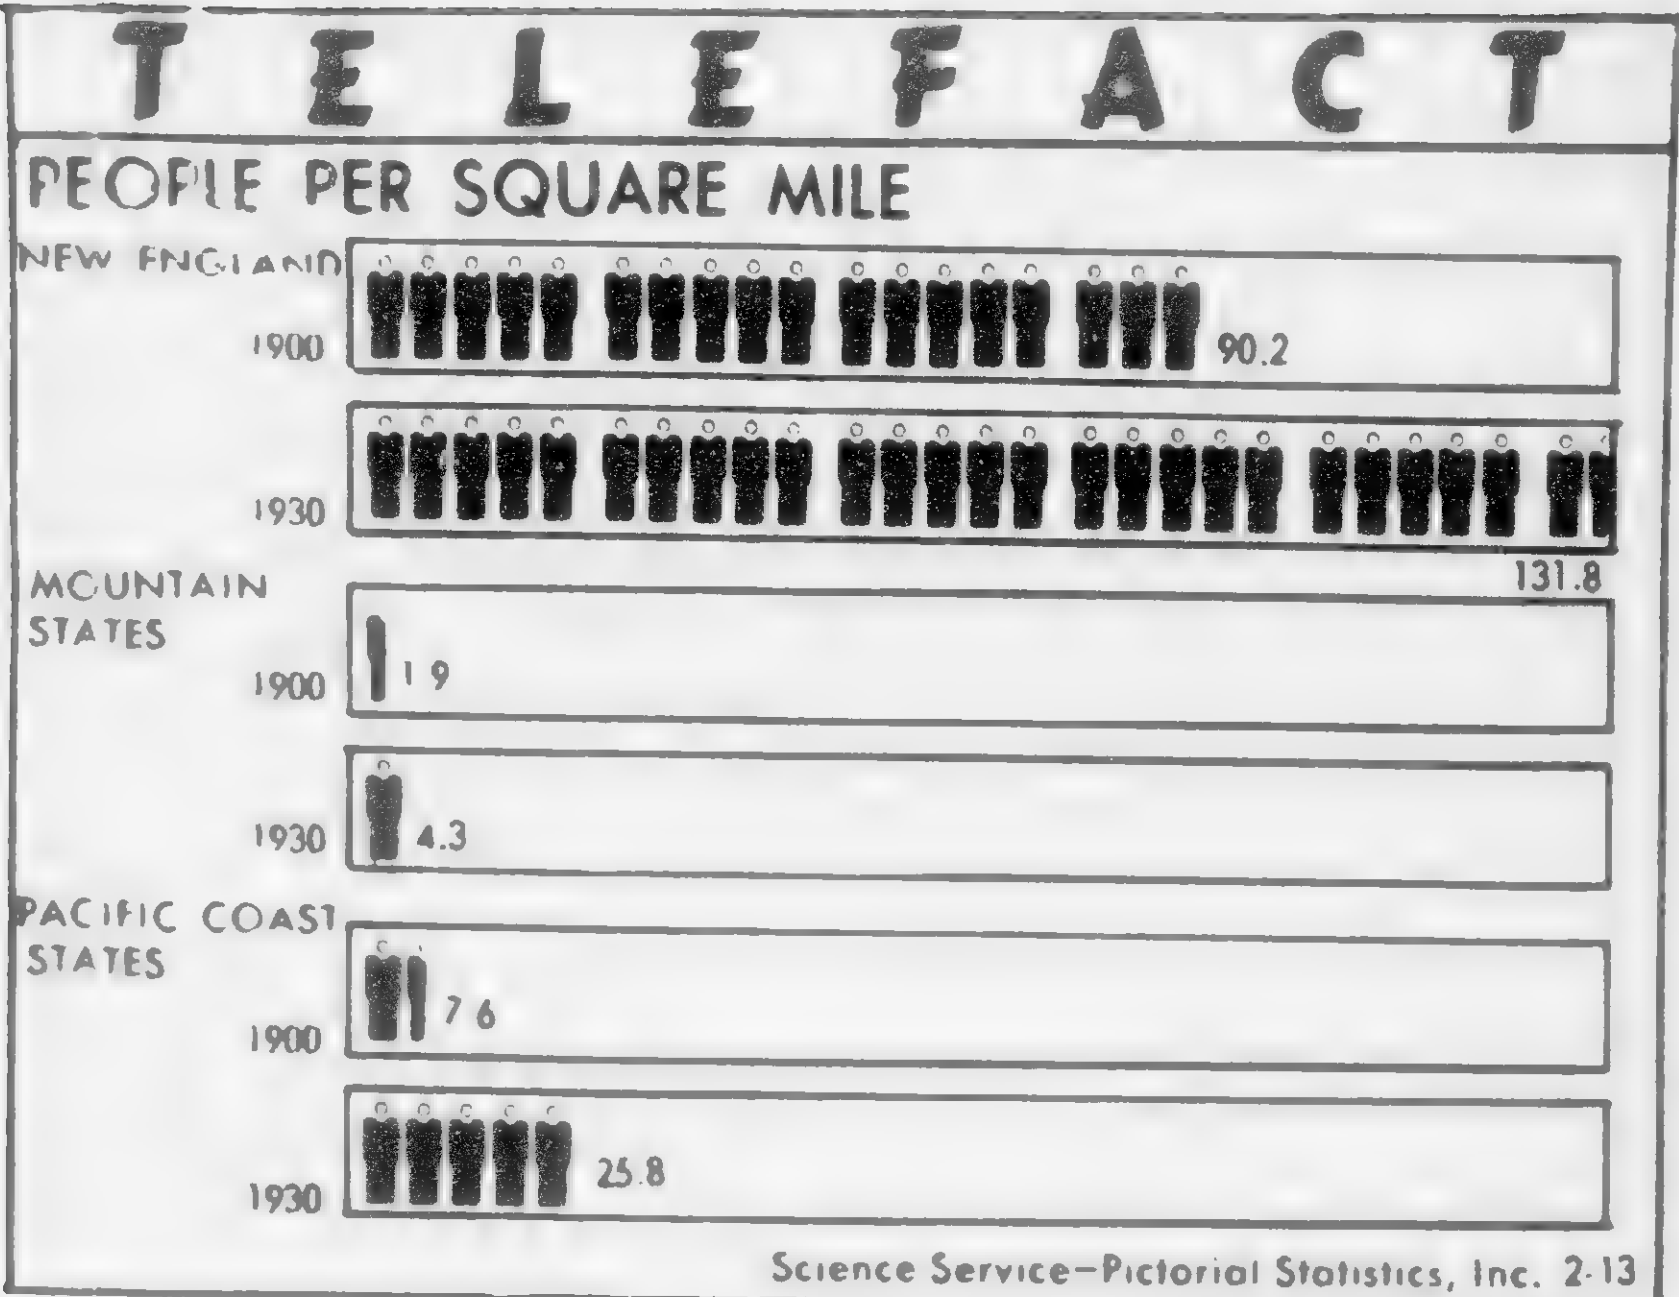 TELEFACT
PEOPLE PER SQUARE MILE
NEW ENGLAND
1900
90.2
1930
131.8
MOUNTAIN
STATES
1900
1 9
1930
4.3
PACIFIC COAST
STATES
1900
7 6
1930
25.8
Science Service-Pictorial Statistics, Inc. 2-13